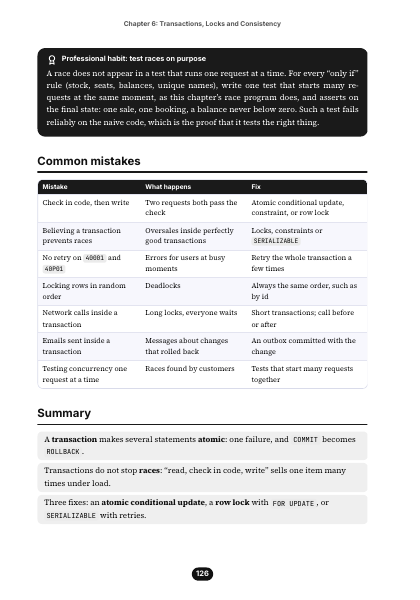 Chapter 6: Transactions, Locks and Consistency
Professional habit: test races on purpose
A race does not appear in a test that runs one request at a time. For every “only if”
rule (stock, seats, balances, unique names), write one test that starts many re-
quests at the same moment, as this chapter’s race program does, and asserts on
the final state: one sale, one booking, a balance never below zero. Such a test fails
reliably on the naive code, which is the proof that it tests the right thing.
Common mistakes
Mistake What happens Fix
Check in code, then write Two requests both pass the Atomic conditional update,
check constraint, or row lock
Believing a transaction Oversales inside perfectly Locks, constraints or
prevents races good transactions SERIALIZABLE
No retry on 40001 and Errors for users at busy Retry the whole transaction a
40P01 moments few times
Locking rows in random Deadlocks Always the same order, such as
order by id
Network calls inside a Long locks, everyone waits Short transactions; call before
transaction or after
Emails sent inside a Messages about changes An outbox committed with the
transaction that rolled back change
Testing concurrency one Races found by customers Tests that start many requests
request at a time together
Summary
A transaction makes several statements atomic: one failure, and COMMIT becomes
ROLLBACK.
Transactions do not stop races: “read, check in code, write” sells one item many
times under load.
Three fixes: an atomic conditional update, a row lock with FOR UPDATE, or
SERIALIZABLE with retries.
126